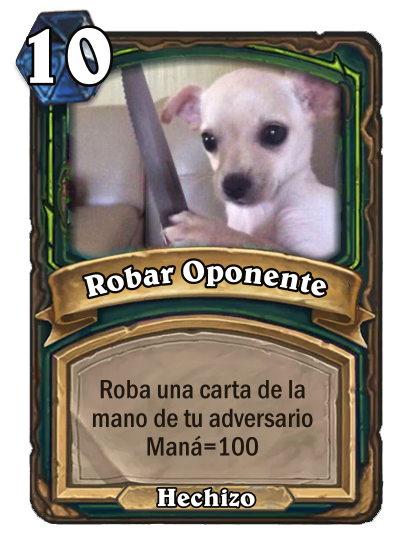 10
Robar Oponente
Roba una carta de la
mano de tu adversario
Maná=100
Hechizo